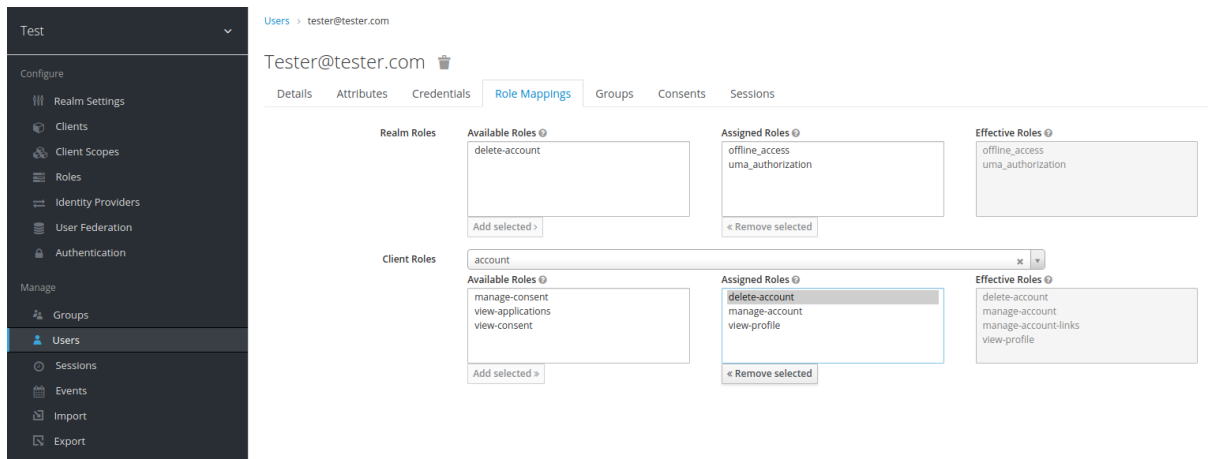 Test
Configure
Realm Settings
Clients
Client Scopes
Roles
Identity Providers
User Federation
Authentication
Manage
Groups
Users
Sessions
Events
Import
Export
Users > tester@tester.com
Tester@tester.com
Details Attributes Credentials Role Mappings Groups Consents Sessions
Realm Roles
Available Roles
delete-account
Add selected >
Assigned Roles
offline_access
uma_authorization
« Remove selected
Effective Roles
offline_access
uma_authorization
Client Roles
account
Available Roles
manage-consent
view-applications
view-consent
Add selected »
Assigned Roles
delete-account
manage-account
view-profile
« Remove selected
Effective Roles
delete-account
manage-account
manage-account-links
view-profile